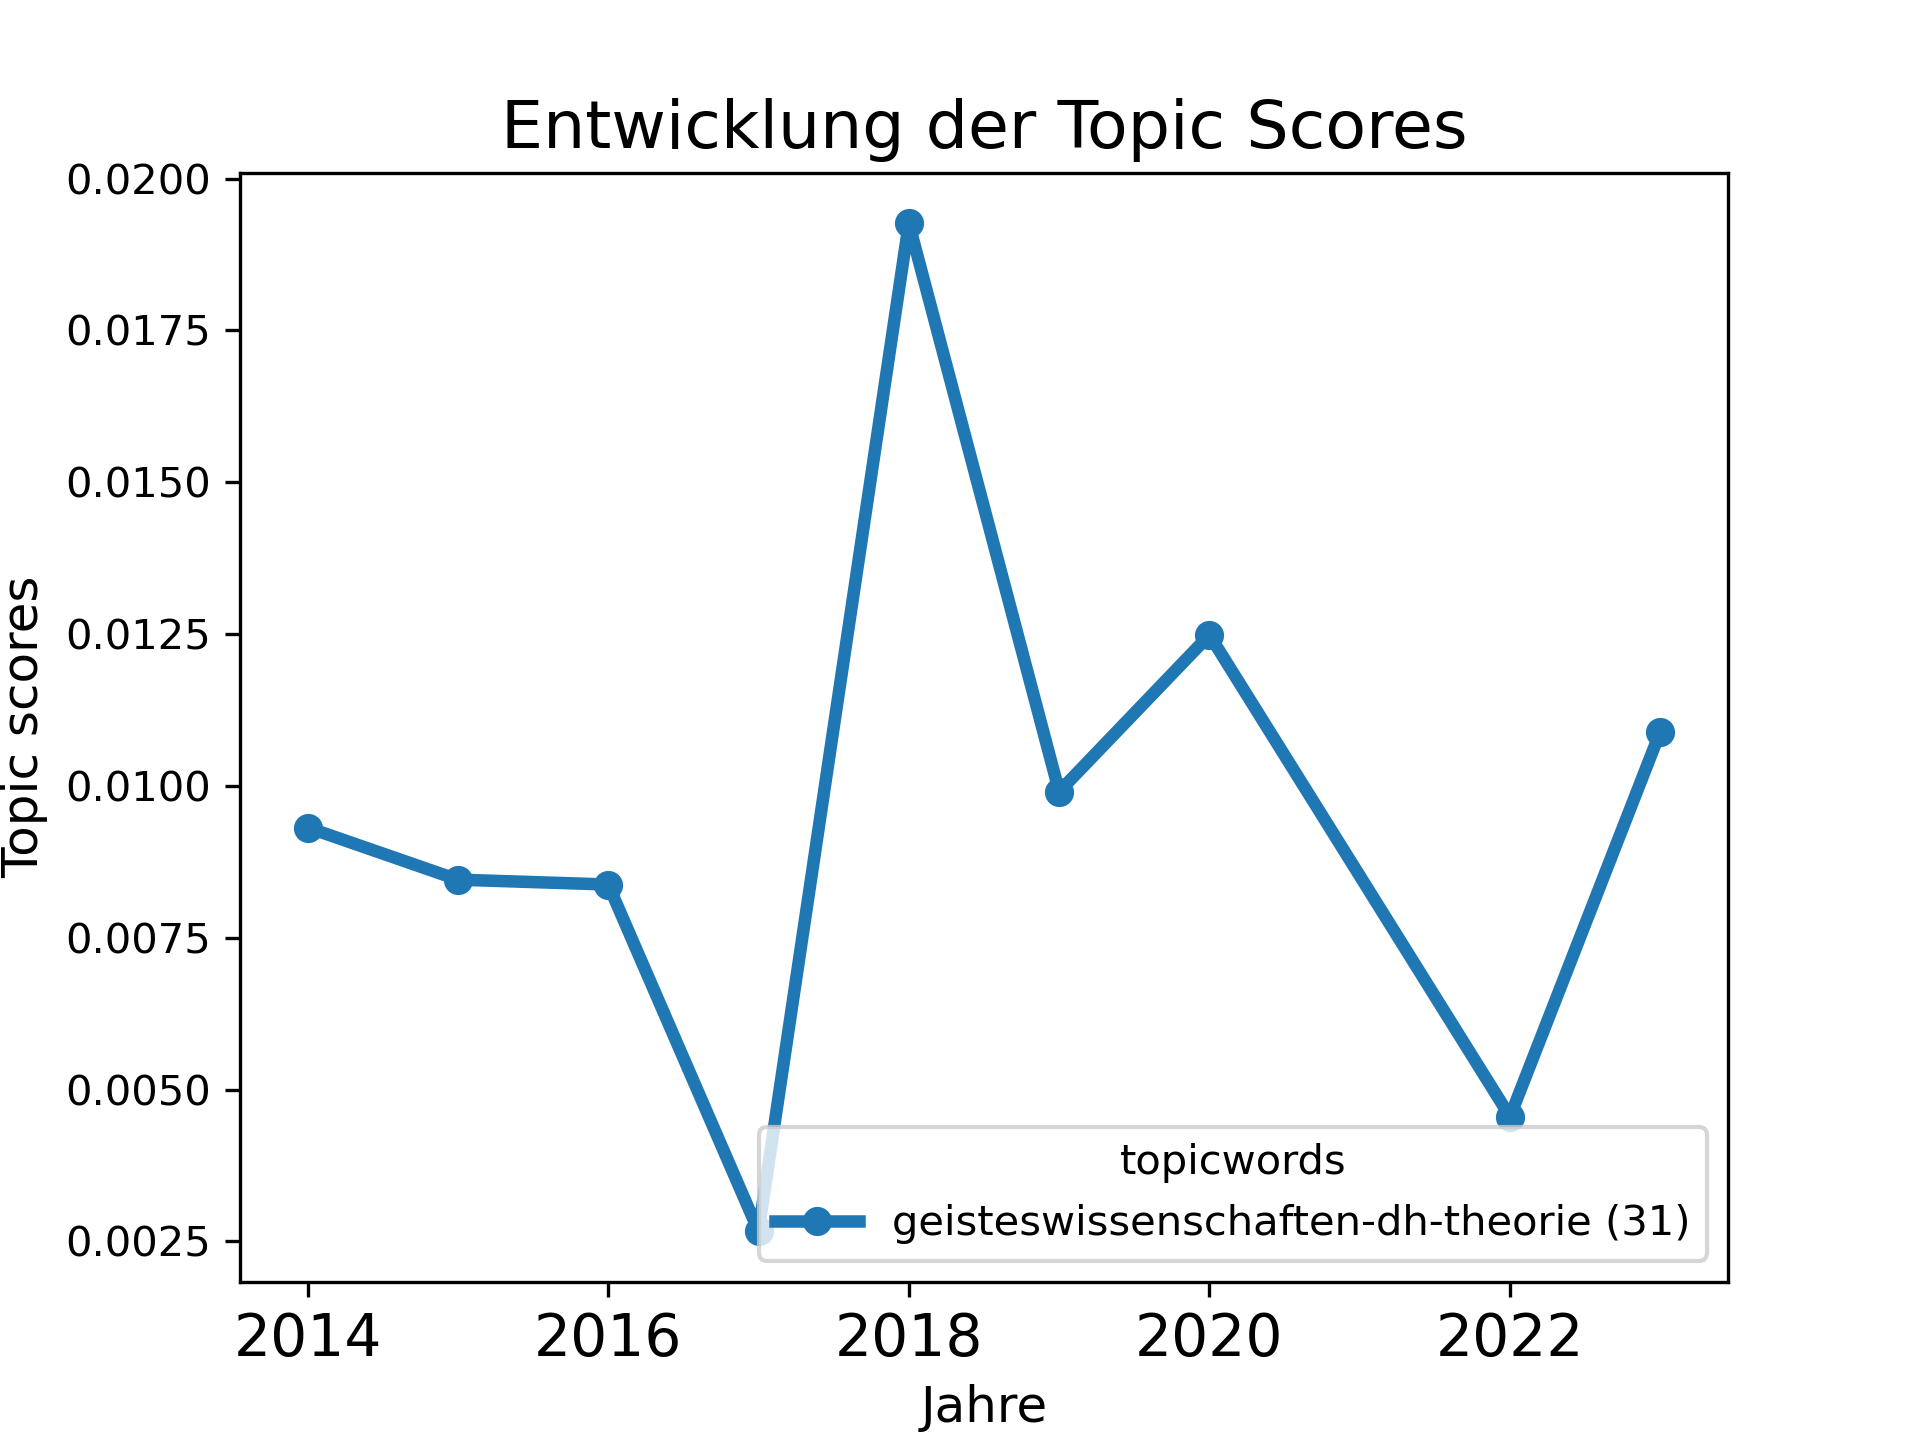 Entwicklung der Topic Scores
Topic scores
0.0200
0.0175
0.0150
0.0125
0.0100
0.0075
0.0050
0.0025
topicwords
geisteswissenschaften-dh-theorie (31)
2014 2016 2018 2020 2022
Jahre